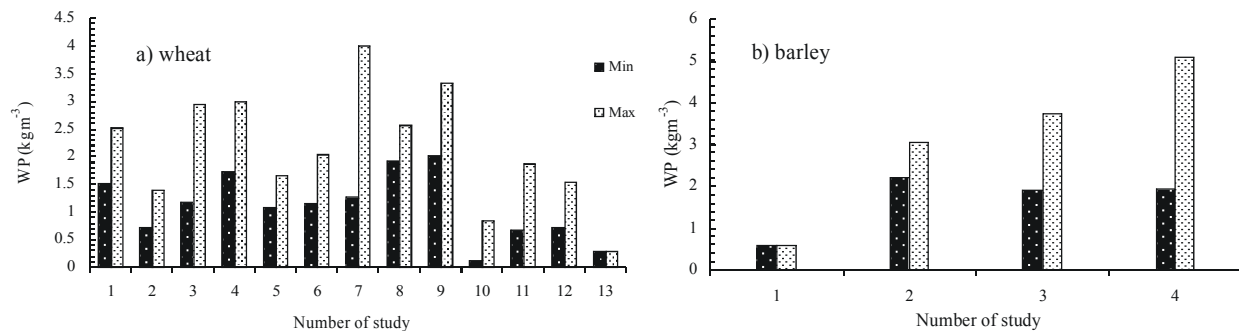 4.5
4
3.5
3
2.5
2
1.5
1
0.5
0
WP (kgm-3)
a) wheat
Min
Max
1 2 3 4 5 6 7 8 9 10 11 12 13
Number of study
6
5
4
3
2
1
0
WP (kgm-3)
b) barley
1 2 3 4
Number of study